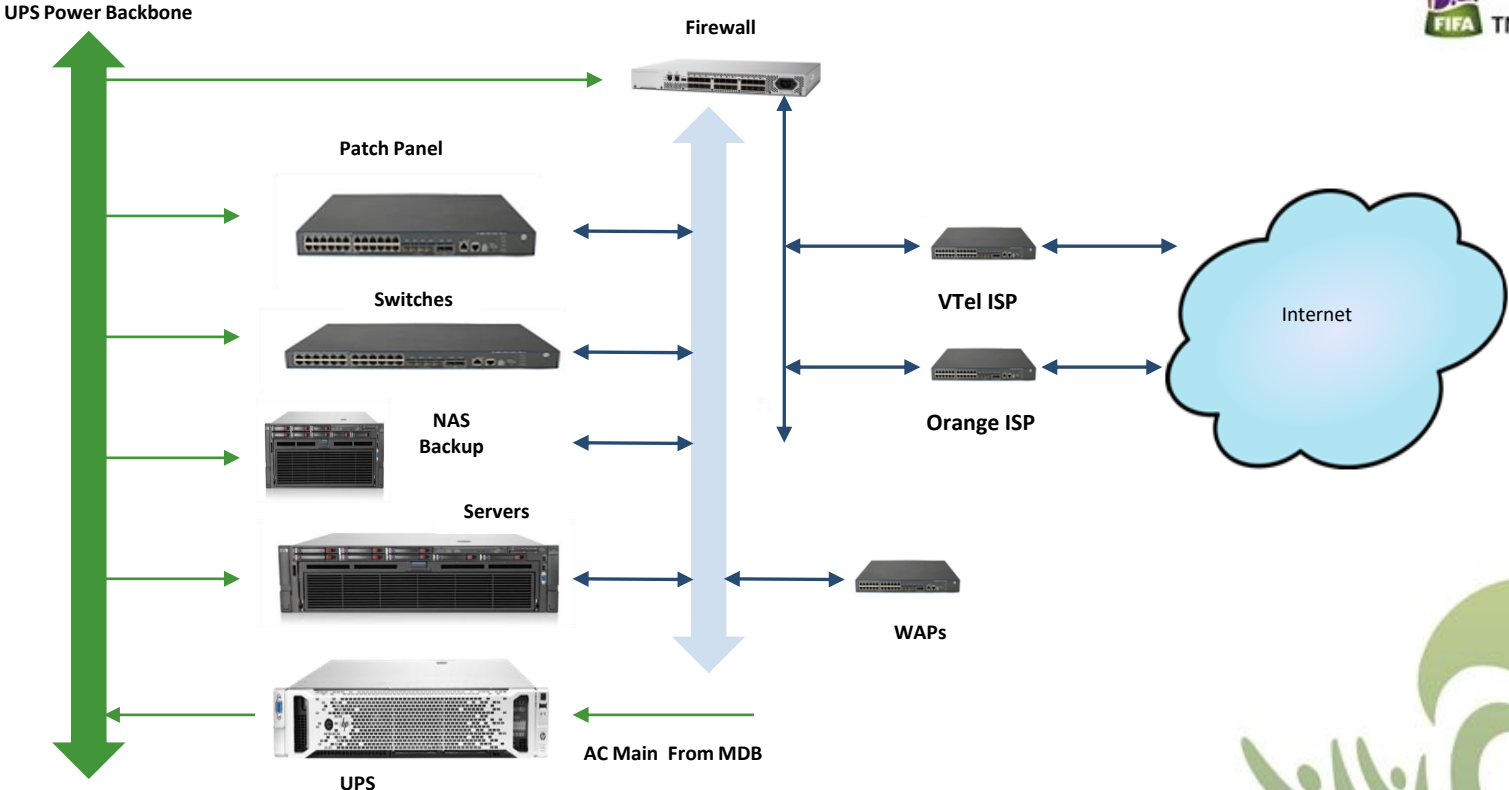 UPS Power Backbone
Firewall
FIFA
Patch Panel
Switches
VTel ISP
Internet
NAS
Backup
Orange ISP
Servers
WAPs
AC Main From MDB
UPS